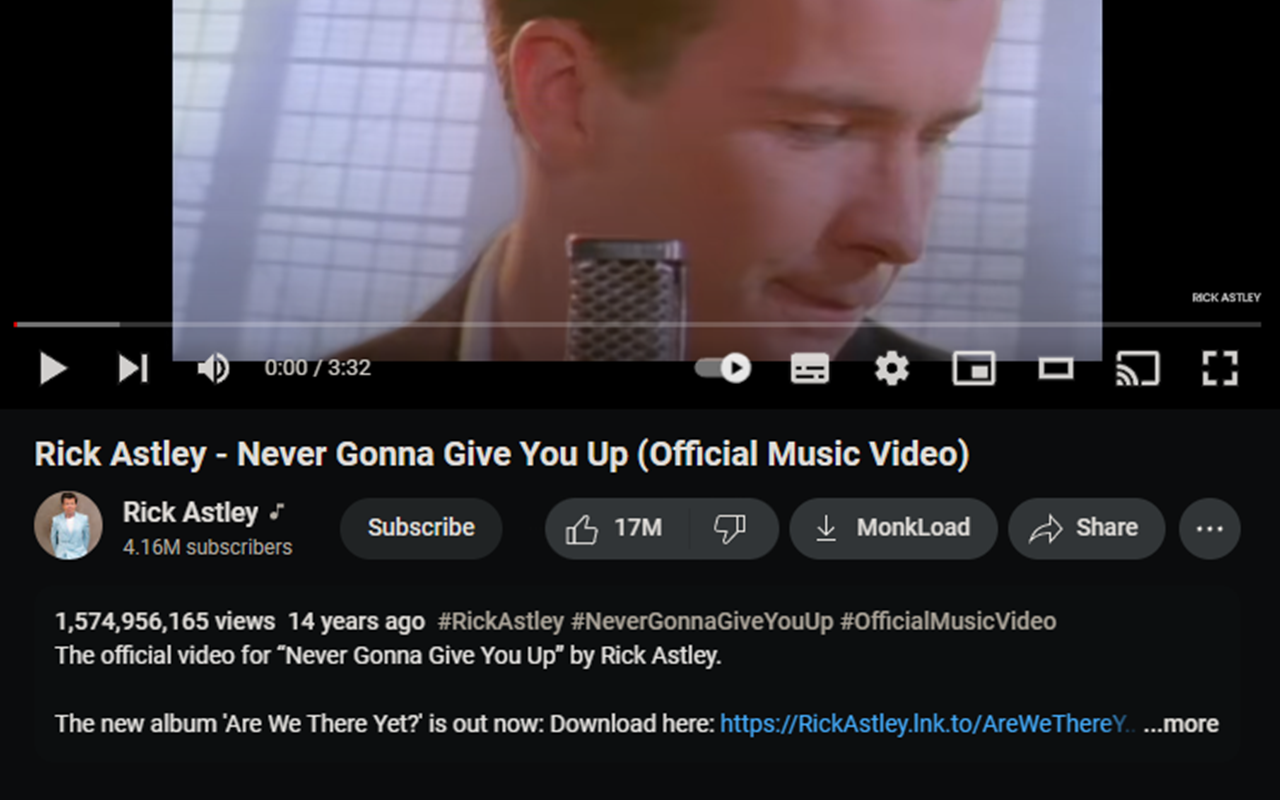 RICK ASTLEY
0:00 / 3:32
Rick Astley - Never Gonna Give You Up (Official Music Video)
Rick Astley
4.16M subscribers
Subscribe
17M
MonkLoad
Share
1,574,956,165 views 14 years ago #RickAstley #NeverGonnaGiveYouUp #OfficialMusicVideo
The official video for “Never Gonna Give You Up” by Rick Astley.
The new album 'Are We There Yet?' is out now: Download here: https://RickAstley.lnk.to/AreWeThereY.. ...more